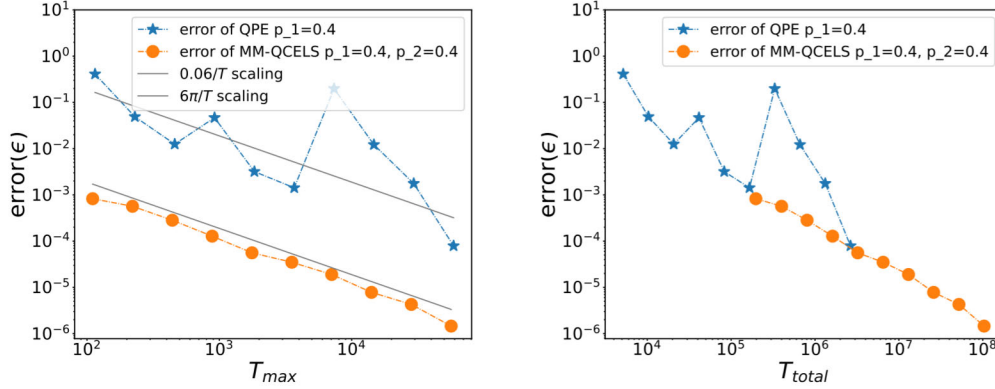 error of QPE p_1=0.4
error of MM-QCELS p_1=0.4, p_2=0.4
0.06/T scaling
6π/T scaling
10^1
10^0
10^-1
10^-2
10^-3
10^-4
10^-5
10^-6
error(ϵ)
10^2
10^3
10^4
T_max
error of QPE p_1=0.4
error of MM-QCELS p_1=0.4, p_2=0.4
10^1
10^0
10^-1
10^-2
10^-3
10^-4
10^-5
10^-6
error(ϵ)
10^4
10^5
10^6
10^7
10^8
T_total